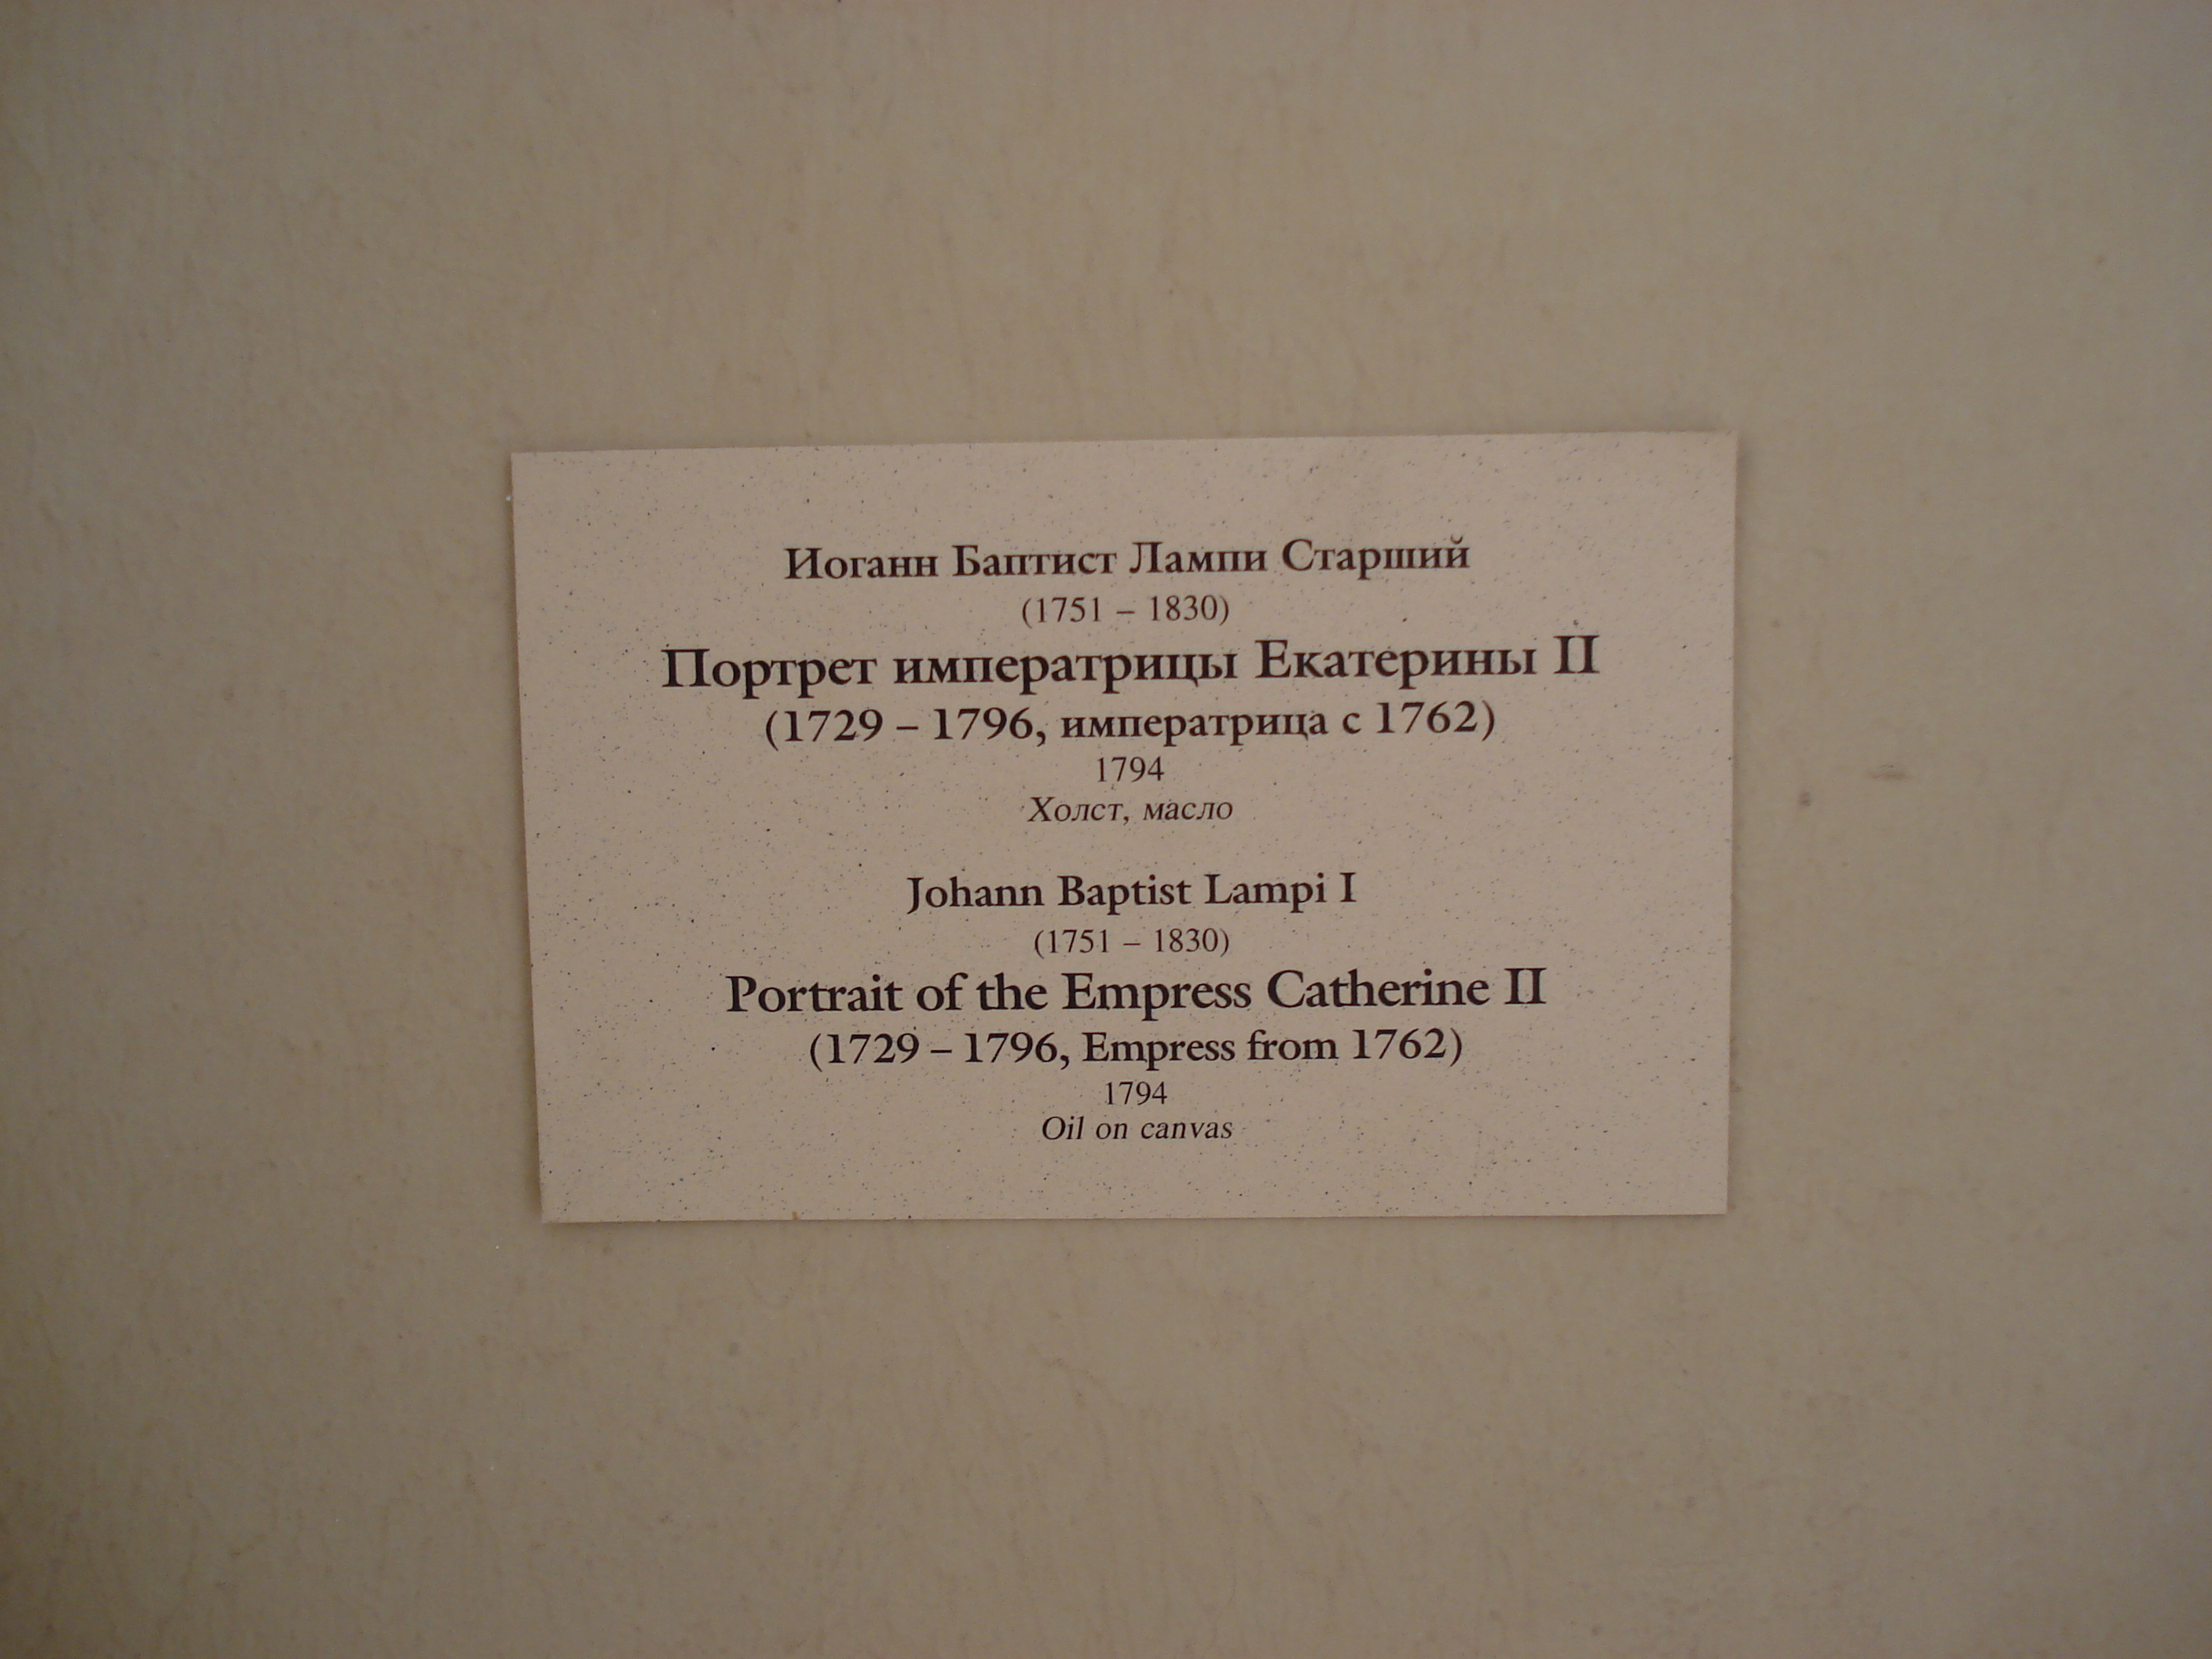 Иоганн Баптист Лампи Старший
(1751 – 1830)
Портрет императрицы Екатерины II
(1729 – 1796, императрица с 1762)
1794
Холст, масло
Johann Baptist Lampi I
(1751 – 1830)
Portrait of the Empress Catherine II
(1729 – 1796, Empress from 1762)
1794
Oil on canvas